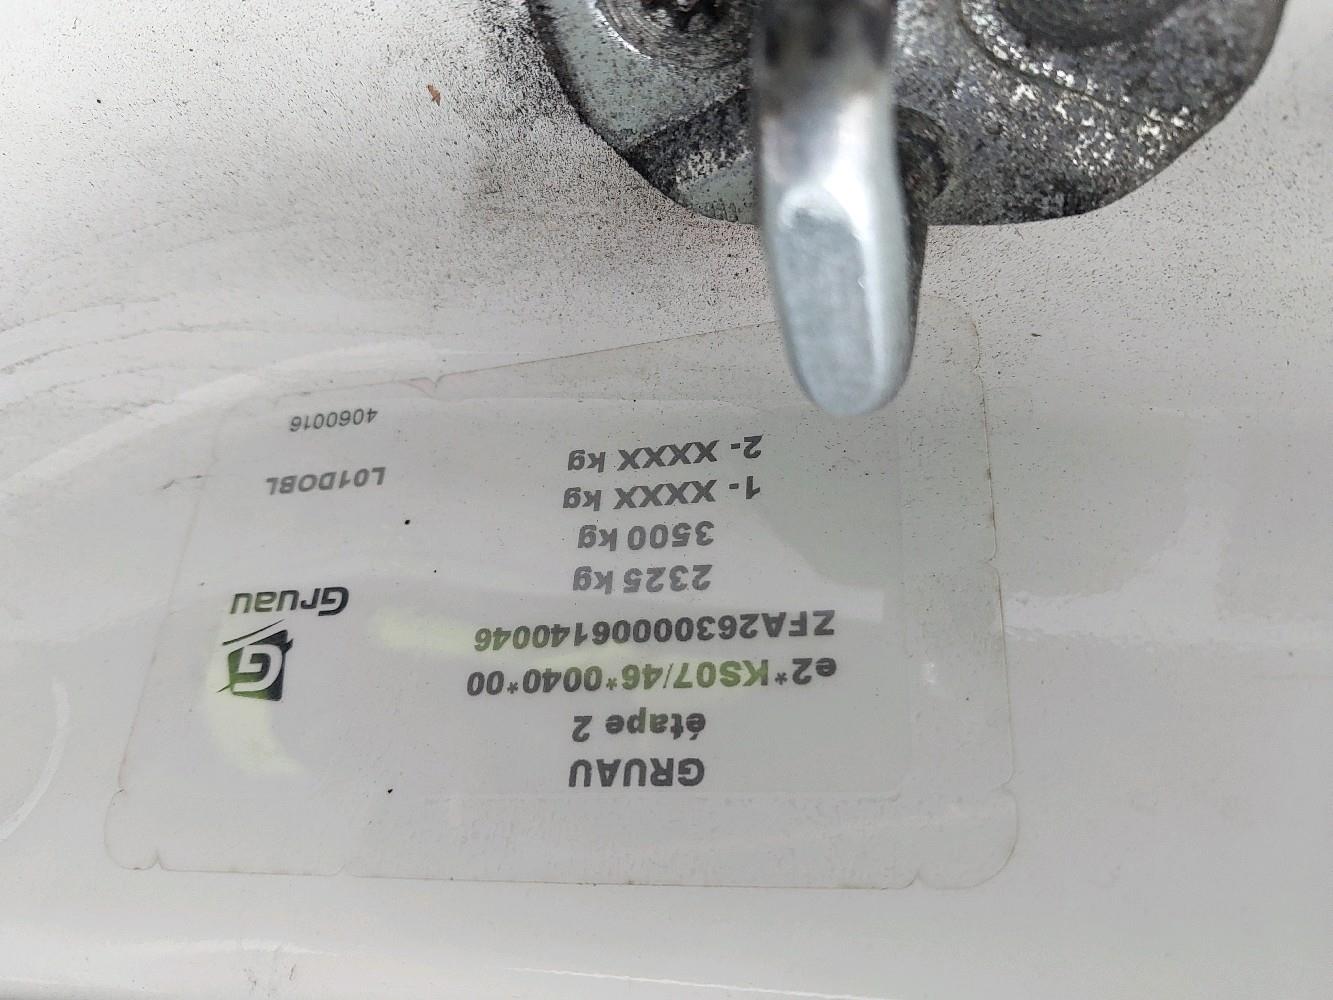 GRUAU
étape 2
e2*KS07/46*0040*00
ZFA26300006140046
2325 kg
3500 kg
1- XXXX kg
2- XXXX kg
G
Gruau
L01DOBL
4060016